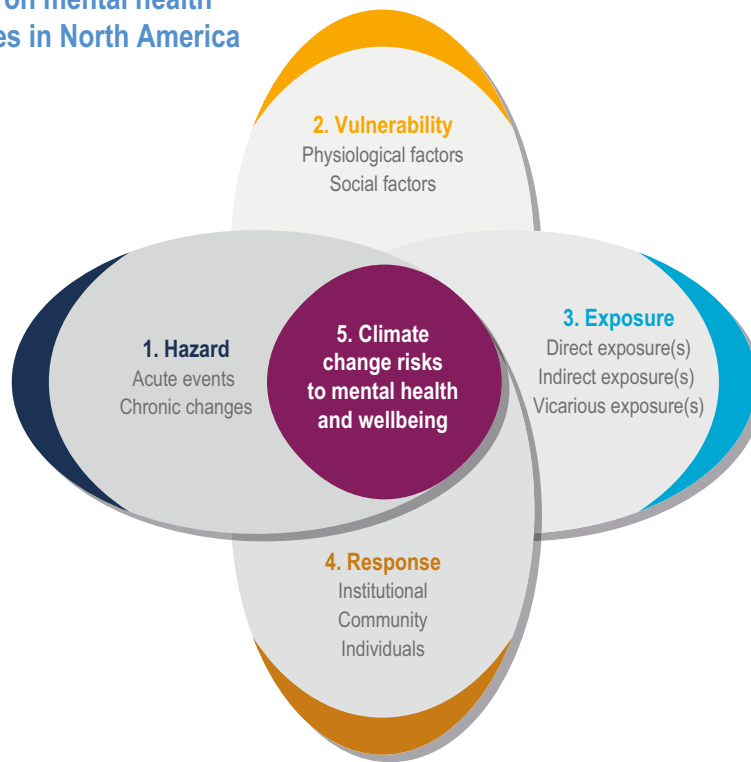 on mental health
es in North America
2. Vulnerability
Physiological factors
Social factors
1. Hazard
Acute events
Chronic changes
5. Climate
change risks
to mental health
and wellbeing
3. Exposure
Direct exposure(s)
Indirect exposure(s)
Vicarious exposure(s)
4. Response
Institutional
Community
Individuals